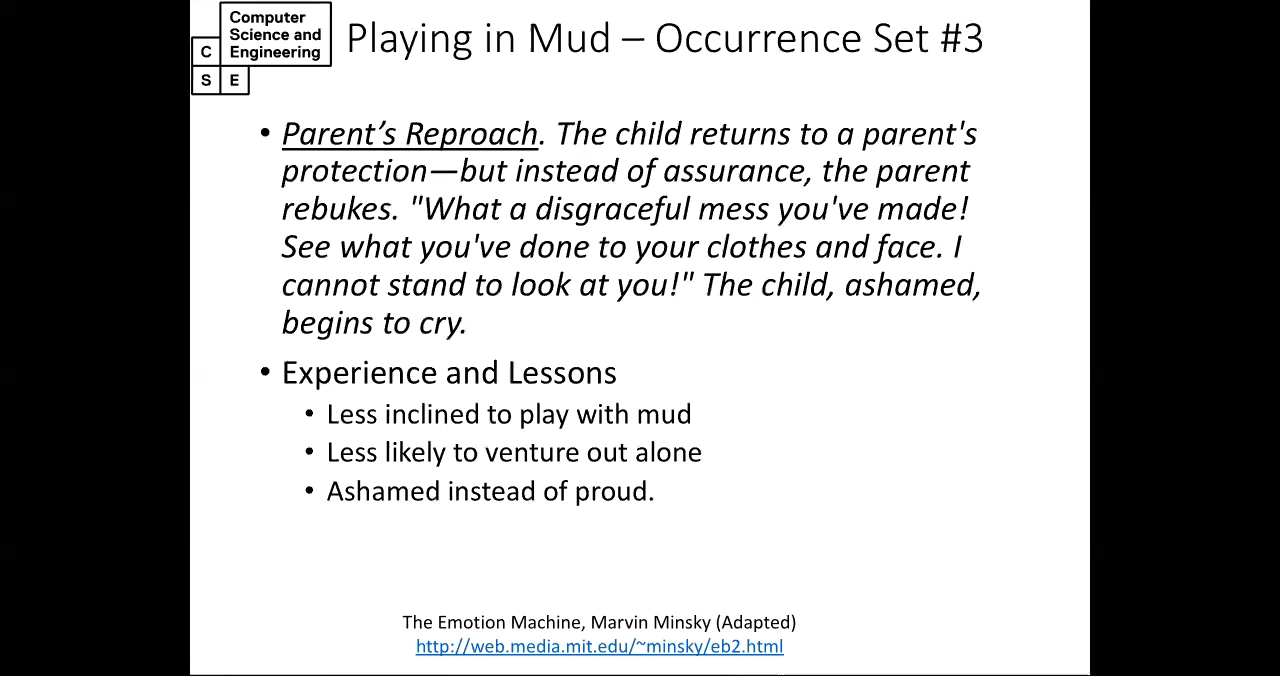 Computer
Science and
Engineering
C
S E
Playing in Mud – Occurrence Set #3
• Parent’s Reproach. The child returns to a parent's
protection—but instead of assurance, the parent
rebukes. "What a disgraceful mess you've made!
See what you've done to your clothes and face. I
cannot stand to look at you!" The child, ashamed,
begins to cry.
• Experience and Lessons
• Less inclined to play with mud
• Less likely to venture out alone
• Ashamed instead of proud.
The Emotion Machine, Marvin Minsky (Adapted)
http://web.media.mit.edu/~minsky/eb2.html